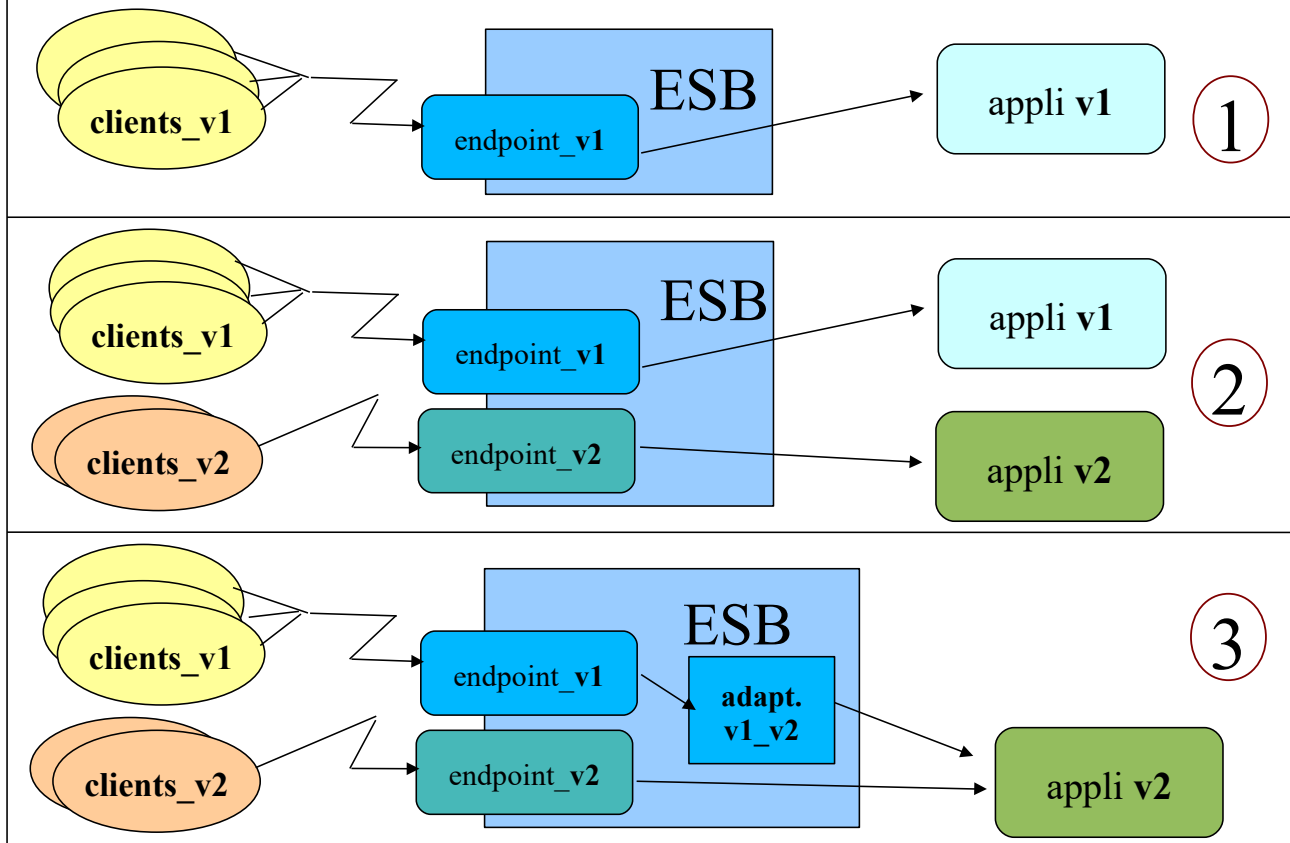 ESB
clients_v1
endpoint_v1
appli v1
1
ESB
clients_v1
endpoint_v1
appli v1
2
clients_v2
endpoint_v2
appli v2
ESB
3
clients_v1
endpoint_v1
adapt.
v1_v2
clients_v2
endpoint_v2
appli v2